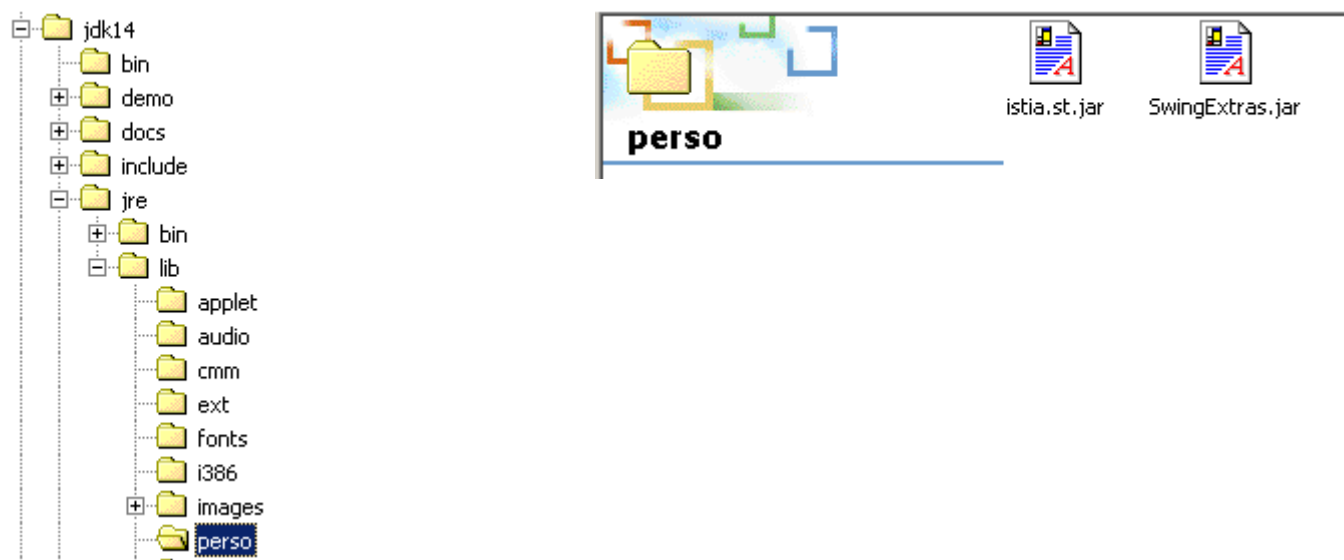 jdk14
bin
demo
docs
include
jre
bin
lib
applet
audio
cmm
ext
fonts
i386
images
perso
perso
istia.st.jar
SwingExtras.jar